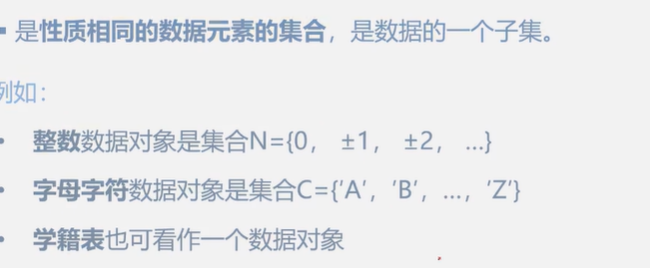 是性质相同的数据元素的集合，是数据的一个子集。
例如：
• 整数数据对象是集合N={0， ±1， ±2， …}
• 字母字符数据对象是集合C={'A'，'B'，…，'Z'}
• 学籍表也可看作一个数据对象